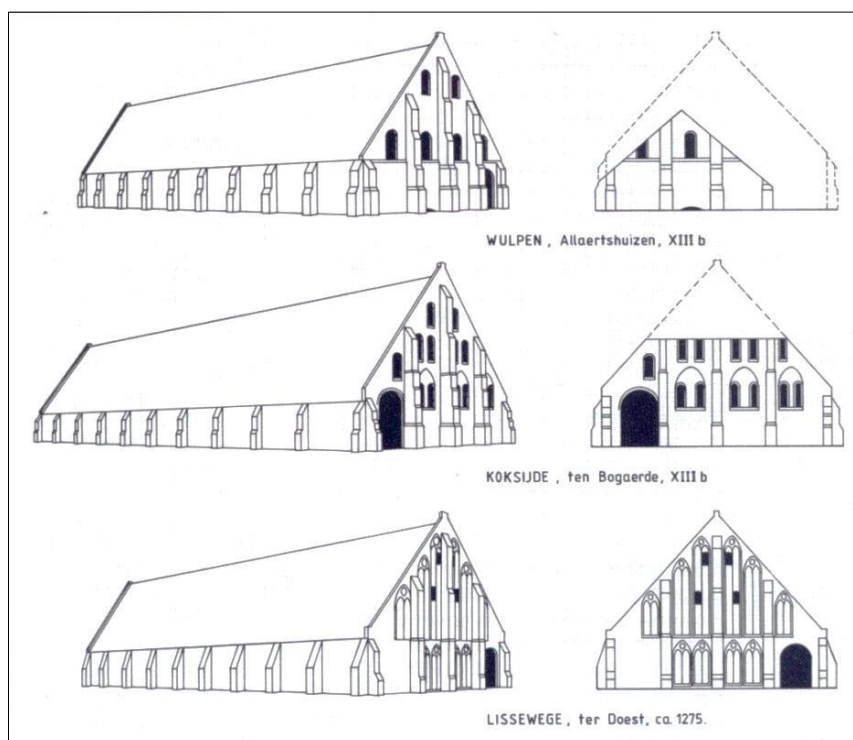 WULPEN, Allaertshuizen, XIII b
KOKSIJDE, ten Bogaerde, XIII b
LISSEWEGE, ter Doest, ca. 1275.